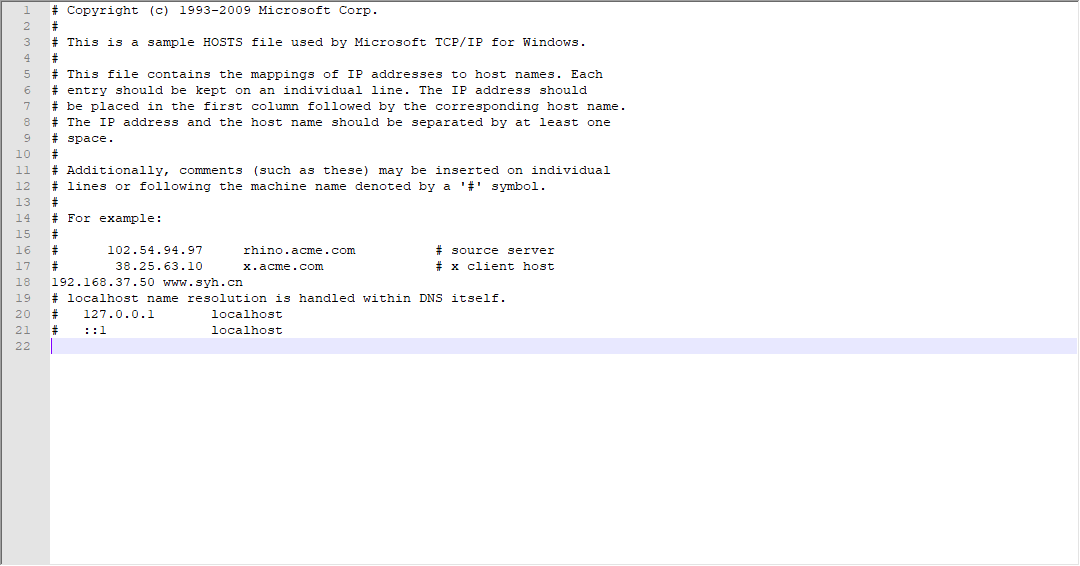 1 # Copyright (c) 1993-2009 Microsoft Corp.
2 #
3 # This is a sample HOSTS file used by Microsoft TCP/IP for Windows.
4 #
5 # This file contains the mappings of IP addresses to host names. Each
6 # entry should be kept on an individual line. The IP address should
7 # be placed in the first column followed by the corresponding host name.
8 # The IP address and the host name should be separated by at least one
9 # space.
10 #
11 # Additionally, comments (such as these) may be inserted on individual
12 # lines or following the machine name denoted by a '#' symbol.
13 #
14 # For example:
15 #
16 #      102.54.94.97     rhino.acme.com          # source server
17 #       38.25.63.10     x.acme.com              # x client host
18 192.168.37.50 www.syh.cn
19 # localhost name resolution is handled within DNS itself.
20 #   127.0.0.1       localhost
21 #   ::1             localhost
22